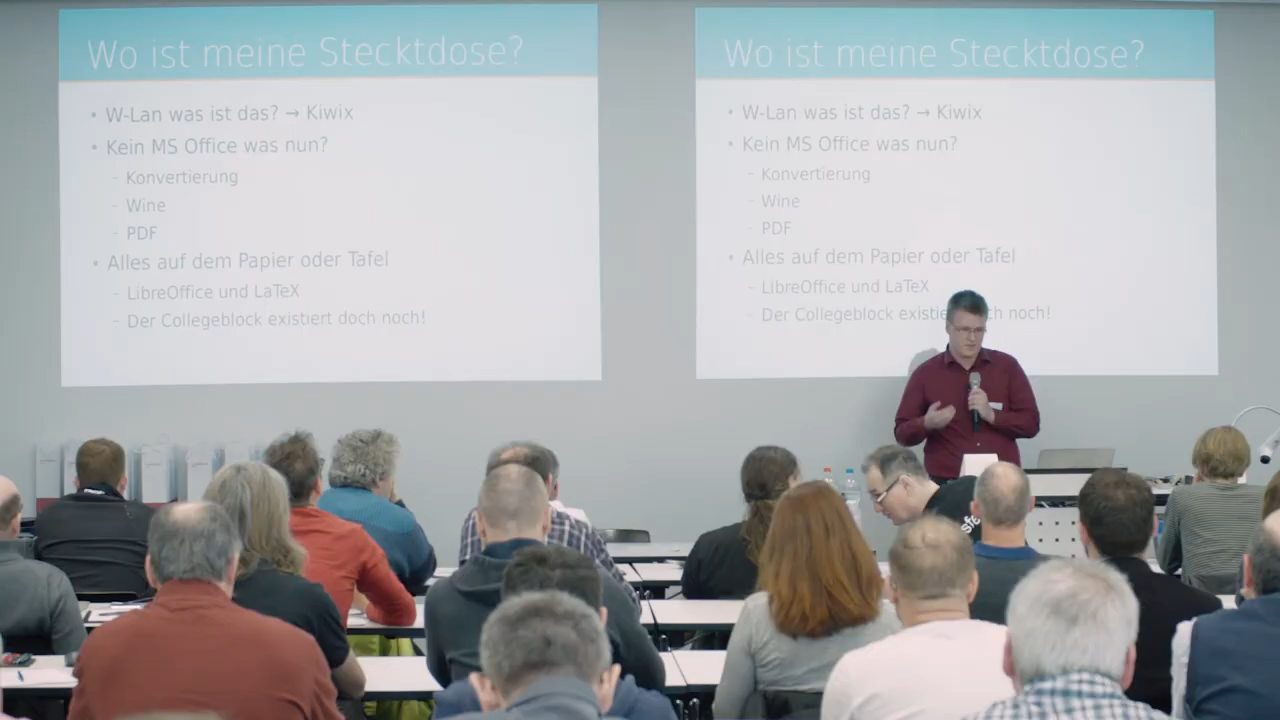 Wo ist meine Stecktdose?
• W-Lan was ist das? → Kiwix
• Kein MS Office was nun?
– Konvertierung
– Wine
– PDF
• Alles auf dem Papier oder Tafel
– LibreOffice und LaTeX
– Der Collegeblock existiert doch noch!
Wo ist meine Stecktdose?
• W-Lan was ist das? → Kiwix
• Kein MS Office was nun?
– Konvertierung
– Wine
– PDF
• Alles auf dem Papier oder Tafel
– LibreOffice und LaTeX
– Der Collegeblock existie ch noch!